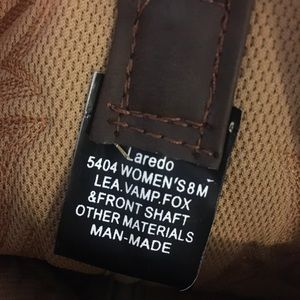 Laredo
5404 WOMEN'S 8 M
LEA.VAMP.FOX
&FRONT SHAFT
OTHER MATERIALS
MAN-MADE